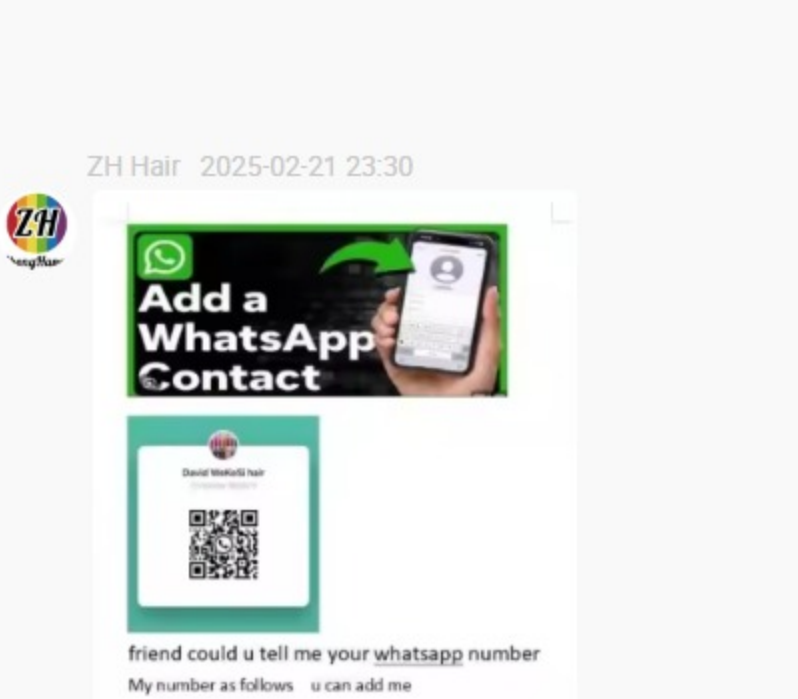 ZH Hair 2025-02-21 23:30
ZH
Add a
WhatsApp
Contact
David WeKeSi hair
friend could u tell me your whatsapp number
My number as follows u can add me